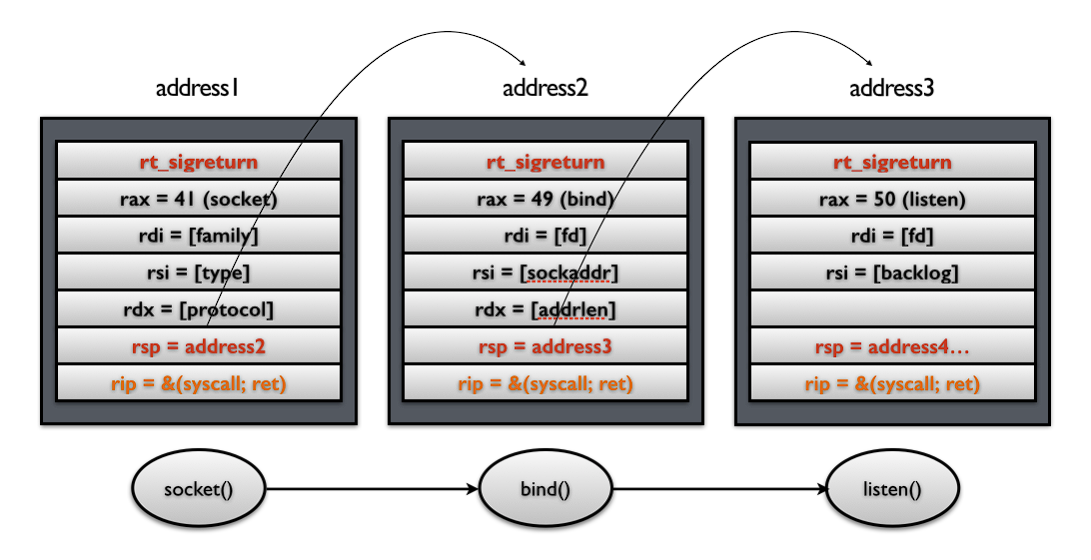 address1
address2
address3
rt_sigreturn
rax = 41 (socket)
rdi = [family]
rsi = [type]
rdx = [protocol]
rsp = address2
rip = &(syscall; ret)
rt_sigreturn
rax = 49 (bind)
rdi = [fd]
rsi = [sockaddr]
rdx = [addrlen]
rsp = address3
rip = &(syscall; ret)
rt_sigreturn
rax = 50 (listen)
rdi = [fd]
rsi = [backlog]
rsp = address4…
rip = &(syscall; ret)
socket()
bind()
listen()